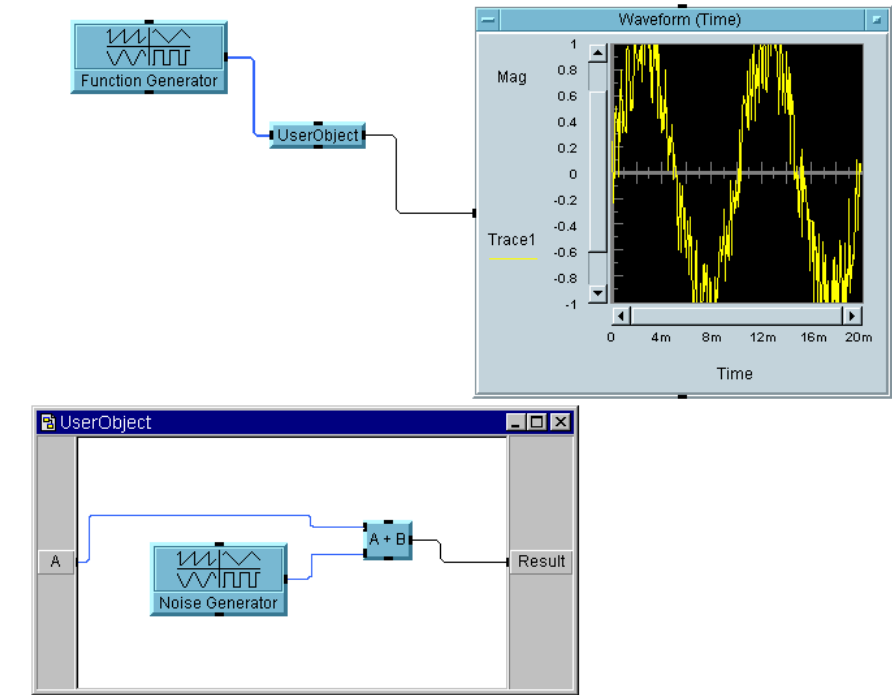 Function Generator
UserObject
Waveform (Time)
Mag
1
0.8
0.6
0.4
0.2
0
-0.2
-0.4
-0.6
-0.8
-1
Trace1
0 4m 8m 12m 16m 20m
Time
UserObject
A
A + B
Noise Generator
Result